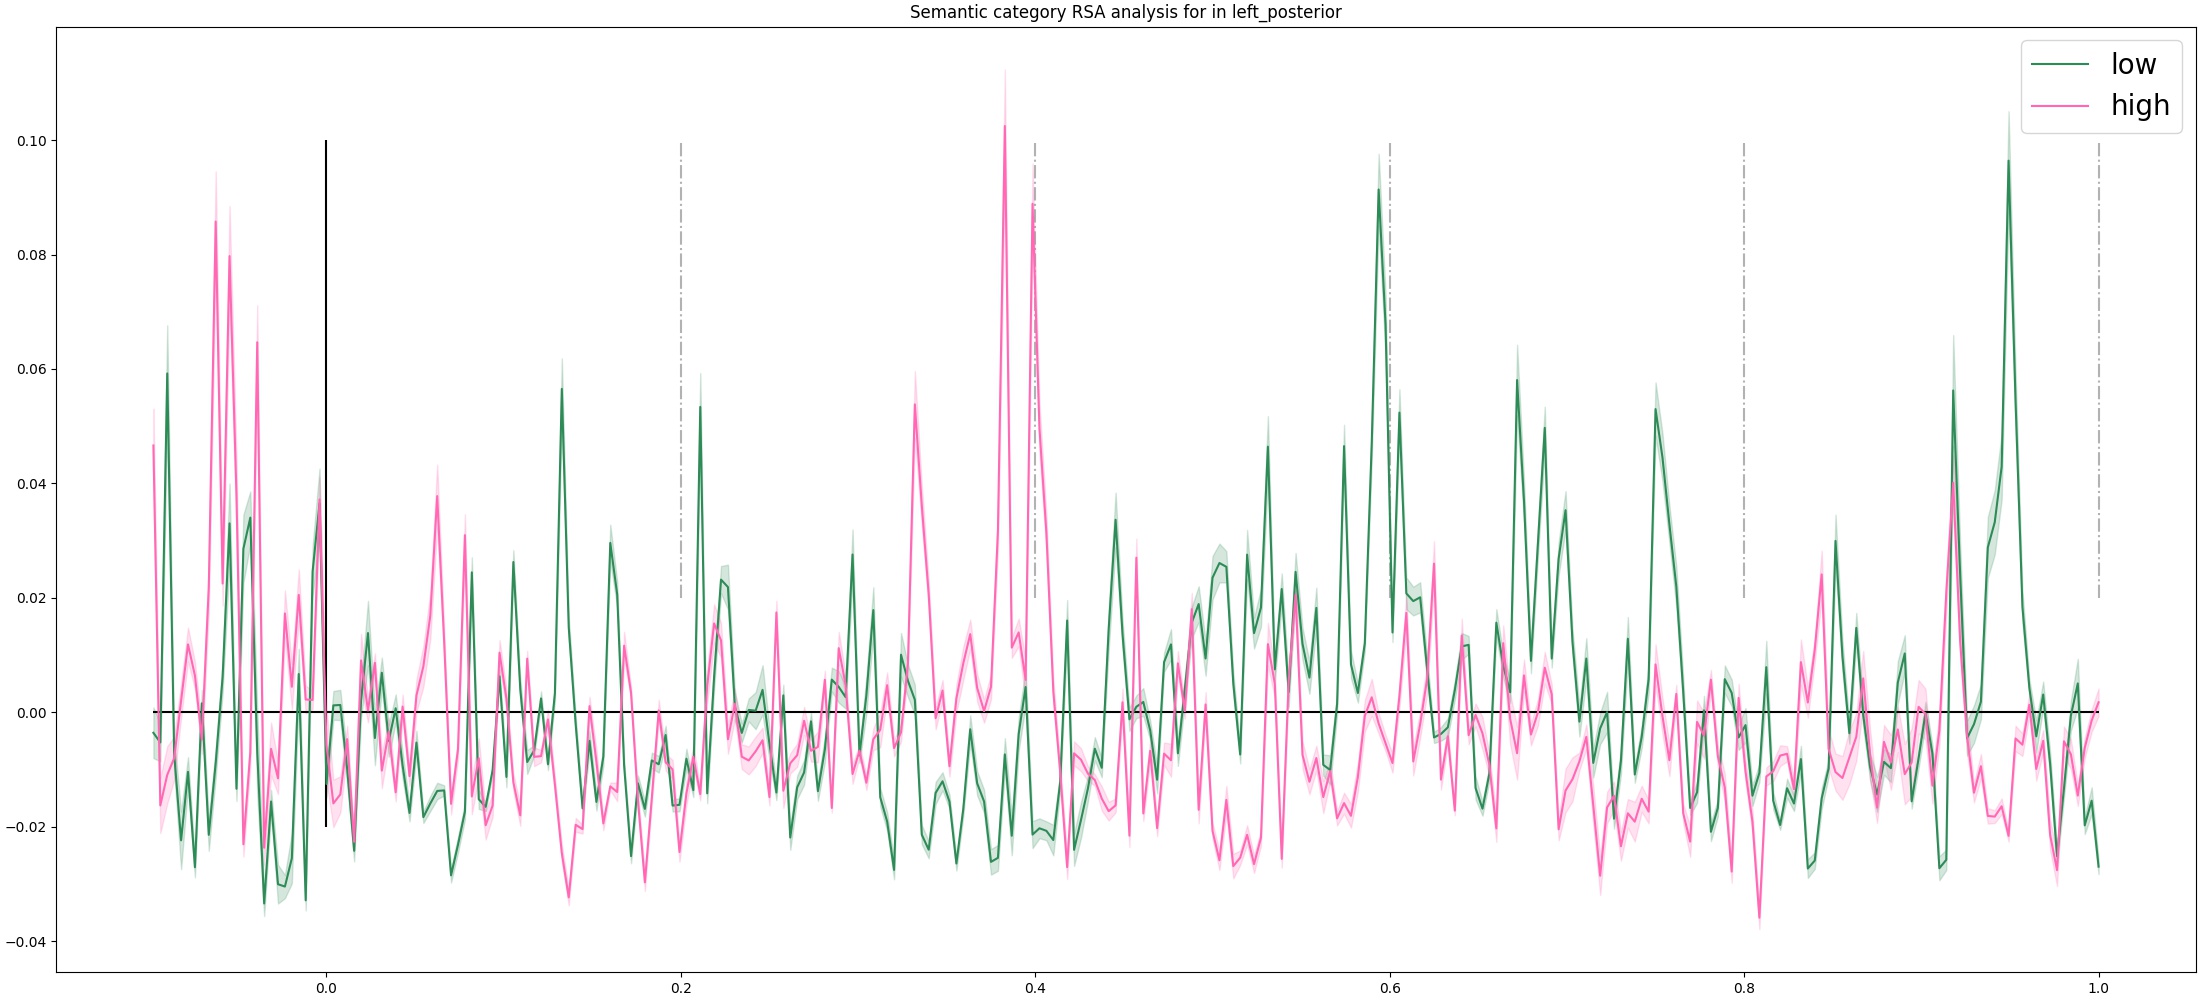 Semantic category RSA analysis for in left_posterior
low
high
0.10
0.08
0.06
0.04
0.02
0.00
−0.02
−0.04
0.0 0.2 0.4 0.6 0.8 1.0